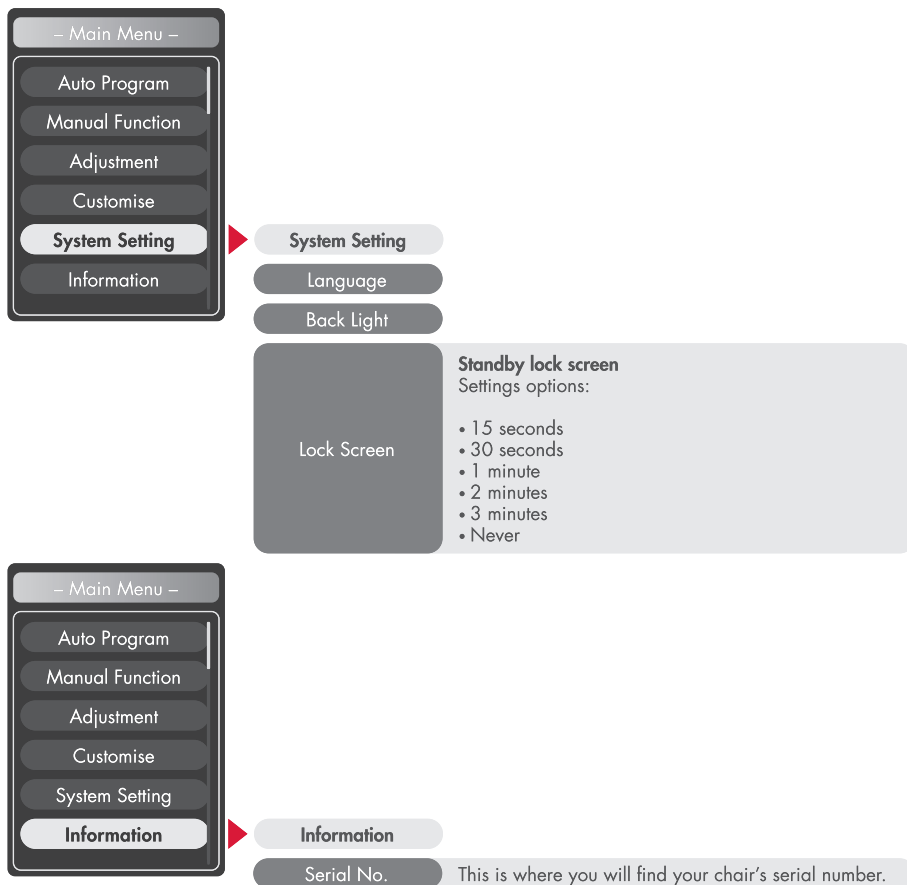 – Main Menu –
Auto Program
Manual Function
Adjustment
Customise
System Setting
Information
System Setting
Language
Back Light
Lock Screen
Standby lock screen
Settings options:
• 15 seconds
• 30 seconds
• 1 minute
• 2 minutes
• 3 minutes
• Never
– Main Menu –
Auto Program
Manual Function
Adjustment
Customise
System Setting
Information
Information
Serial No.
This is where you will find your chair’s serial number.